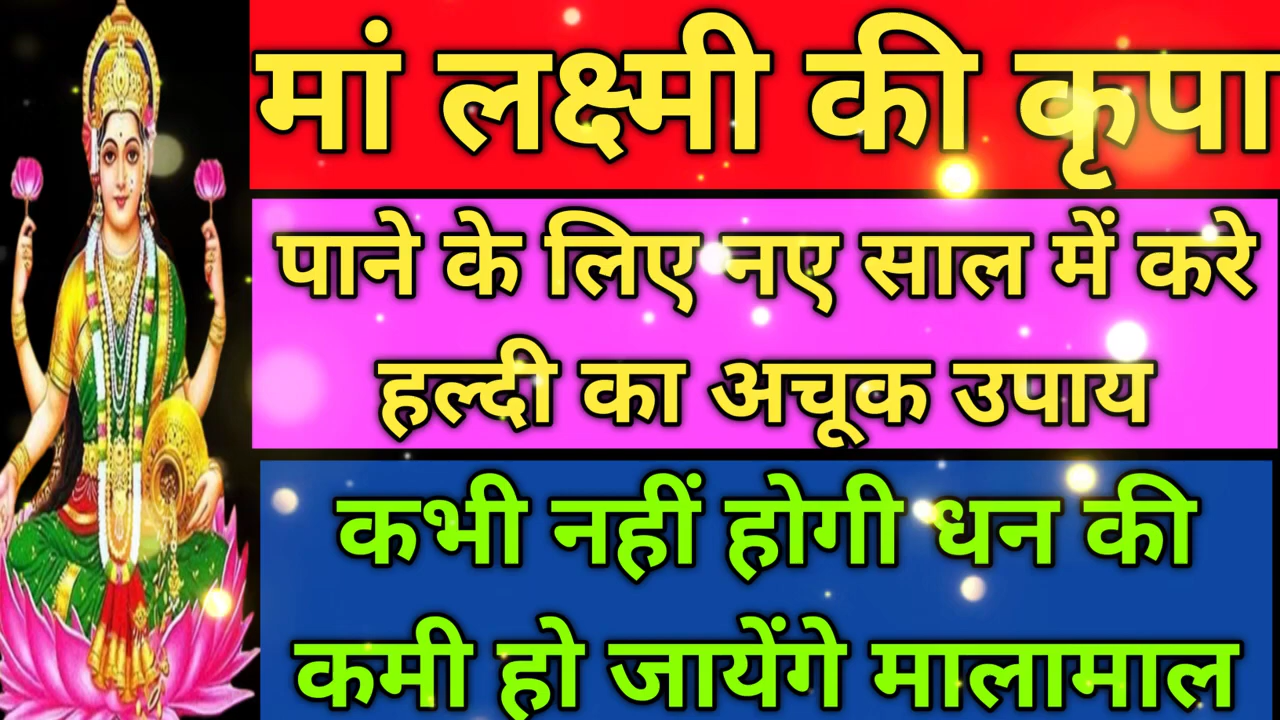 मां लक्ष्मी की कृपा
पाने के लिए नए साल में करे
हल्दी का अचूक उपाय
कभी नहीं होगी धन की
कमी हो जायेंगे मालामाल